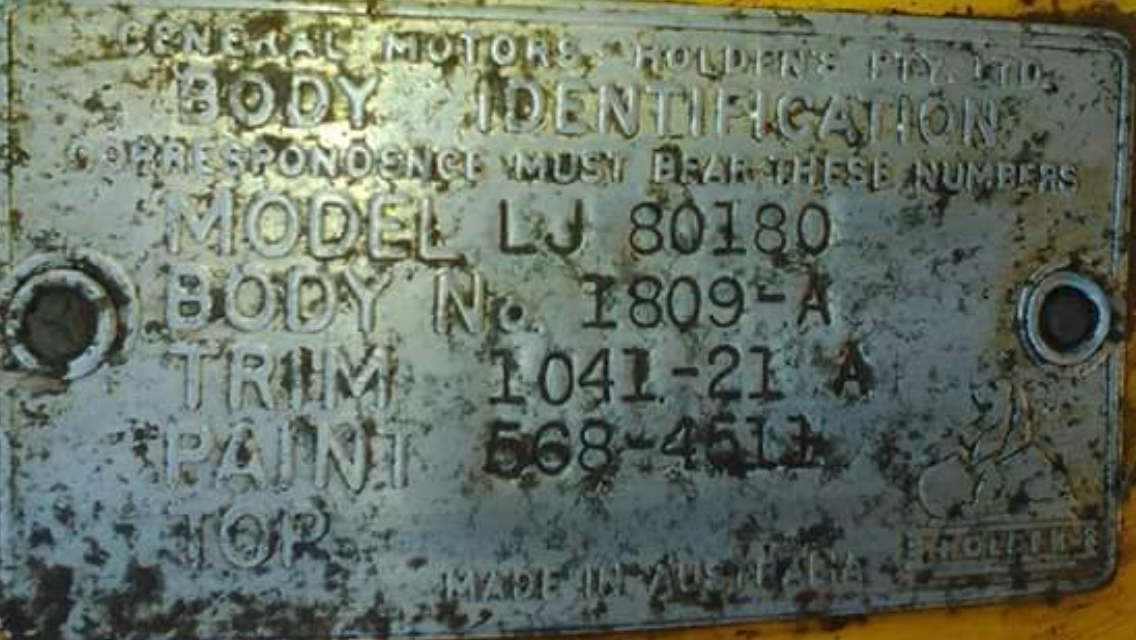 GENERAL MOTORS - HOLDEN'S PTY. LTD.
BODY IDENTIFICATION
CORRESPONDENCE MUST BEAR THESE NUMBERS
MODEL LJ 80180
BODY No. 1809-A
TRIM 1041-21 A
PAINT 568-4511
TOP
HOLDEN'S
MADE IN AUSTRALIA